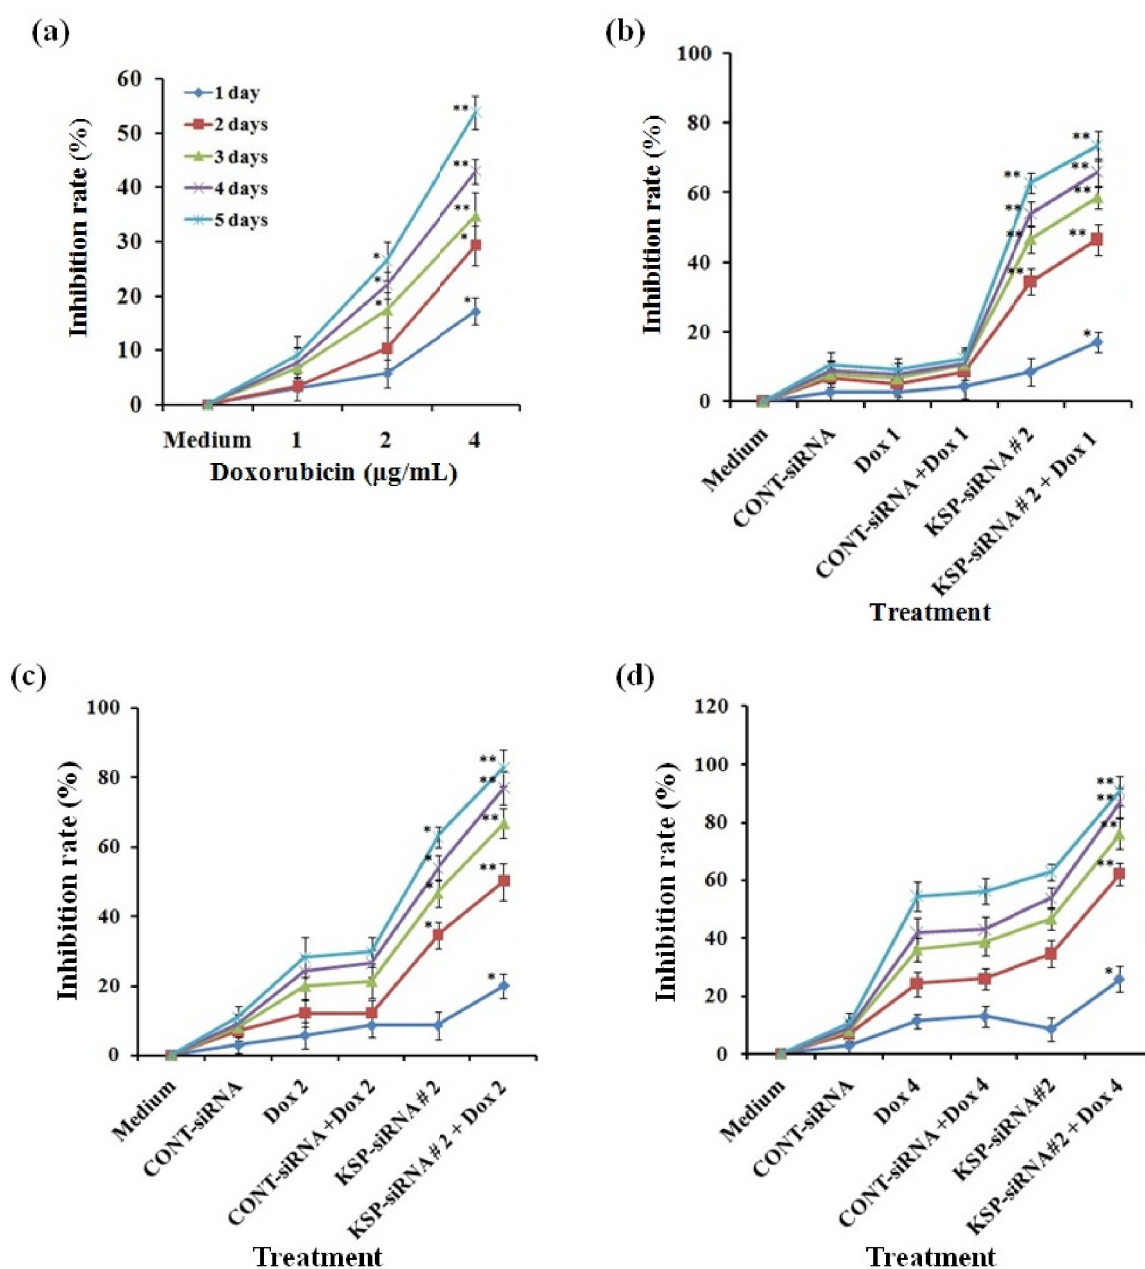 (a)
60
50
40
30
20
10
0
Inhibition rate (%)
1 day
2 days
3 days
4 days
5 days
** 
**
**
*
*
*
*
*
Medium 1 2 4
Doxorubicin (µg/mL)
(b)
100
80
60
40
20
0
Inhibition rate (%)
**
**
**
**
*
**
**
**
**
Medium
CONT-siRNA
Dox 1
CONT-siRNA +Dox 1
KSP-siRNA # 2
KSP-siRNA# 2 + Dox 1
Treatment
(c)
100
80
60
40
20
0
Inhibition rate (%)
**
**
**
**
*
*
*
*
*
Medium
CONT-siRNA
Dox 2
CONT-siRNA +Dox 2
KSP-siRNA# 2
KSP-siRNA#2 + Dox 2
Treatment
(d)
120
100
80
60
40
20
0
Inhibition rate (%)
**
**
**
**
*
Medium
CONT-siRNA
Dox 4
CONT-siRNA +Dox 4
KSP-siRNA#2
KSP-siRNA#2 + Dox 4
Treatment